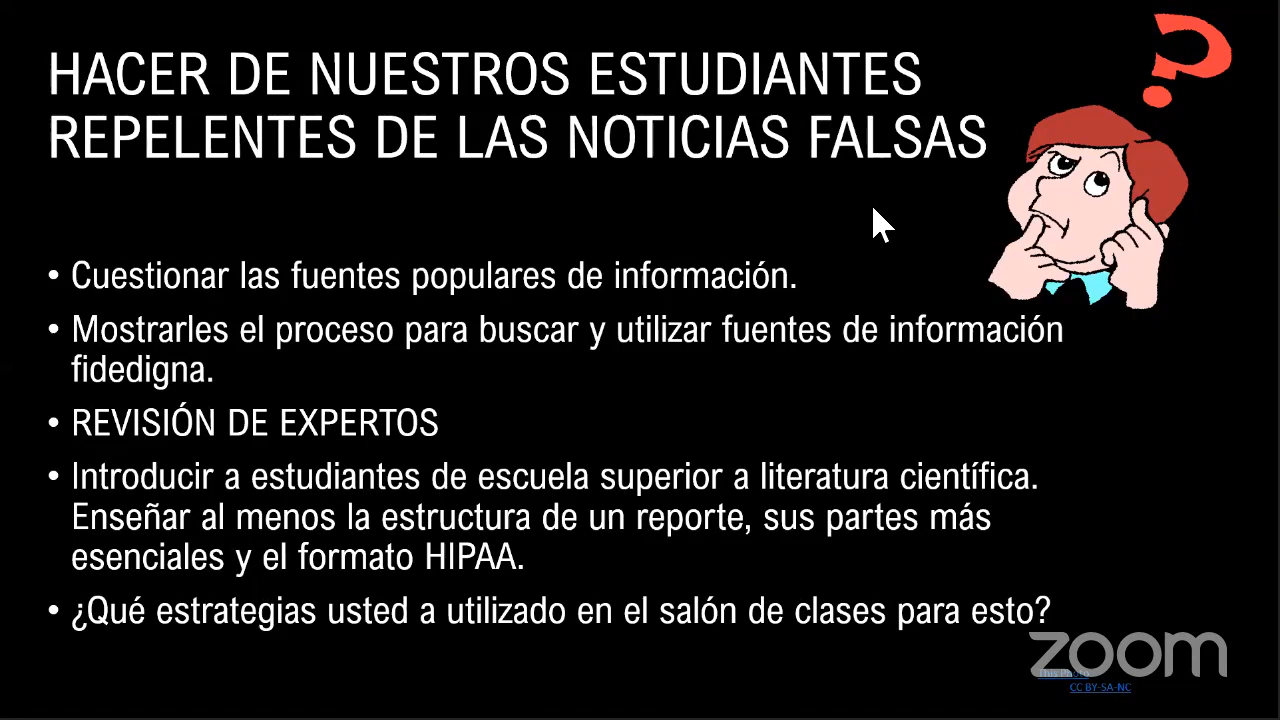 HACER DE NUESTROS ESTUDIANTES
REPELENTES DE LAS NOTICIAS FALSAS
?
• Cuestionar las fuentes populares de información.
• Mostrarles el proceso para buscar y utilizar fuentes de información
fidedigna.
• REVISIÓN DE EXPERTOS
• Introducir a estudiantes de escuela superior a literatura científica.
Enseñar al menos la estructura de un reporte, sus partes más
esenciales y el formato HIPAA.
• ¿Qué estrategias usted a utilizado en el salón de clases para esto?
zoom
This Photo
CC BY-SA-NC